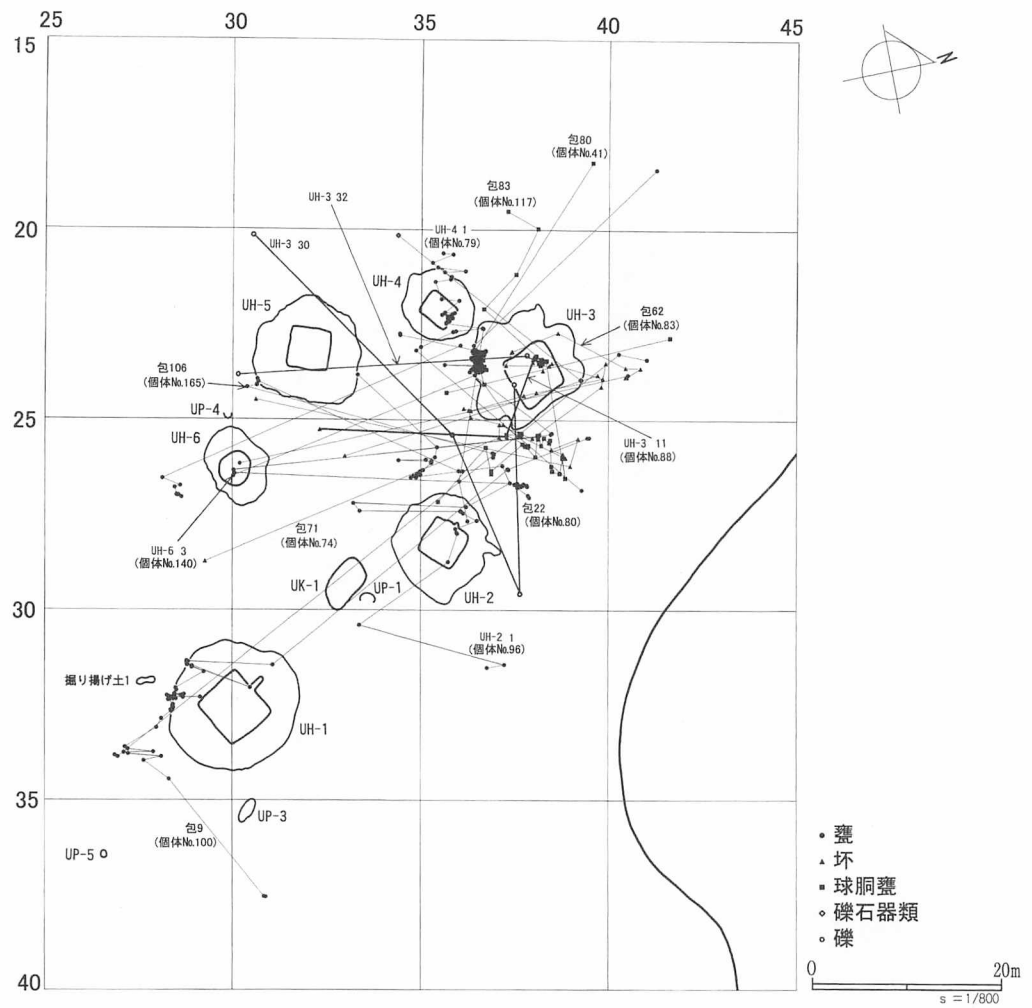 25
30
35
40
45
15
N
包80
(個体No.41)
包83
(個体No.117)
UH-3 32
20
UH-3 30
UH-4 1
(個体No.79)
UH-4
UH-5
UH-3
包62
(個体No.83)
包106
(個体No.165)
UP-4
25
UH-6
UH-3 11
(個体No.88)
包22
(個体No.80)
包71
(個体No.74)
UH-6 3
(個体No.140)
UK-1
UP-1
UH-2
30
UH-2 1
(個体No.96)
掘り揚げ土1
UH-1
35
UP-3
包9
(個体No.100)
UP-5
甕
坏
球胴甕
礫石器類
礫
40
0
20m
s =1/800